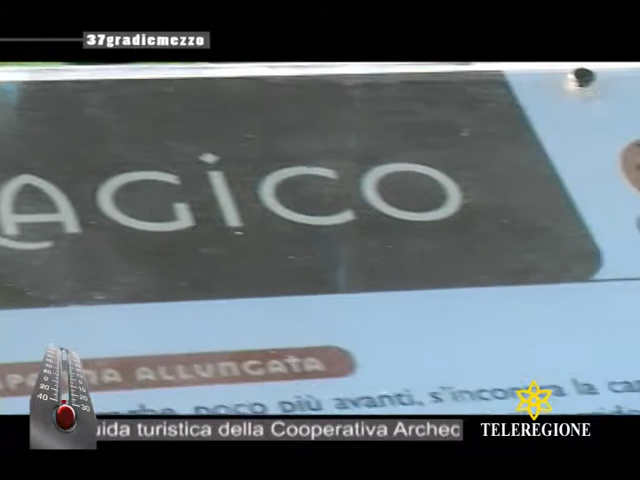 37gradiemezzo
AGICO
ALLUNGATA
poco più avanti, s'incontra la
uida turistica della Cooperativa Archeo
TELEREGIONE